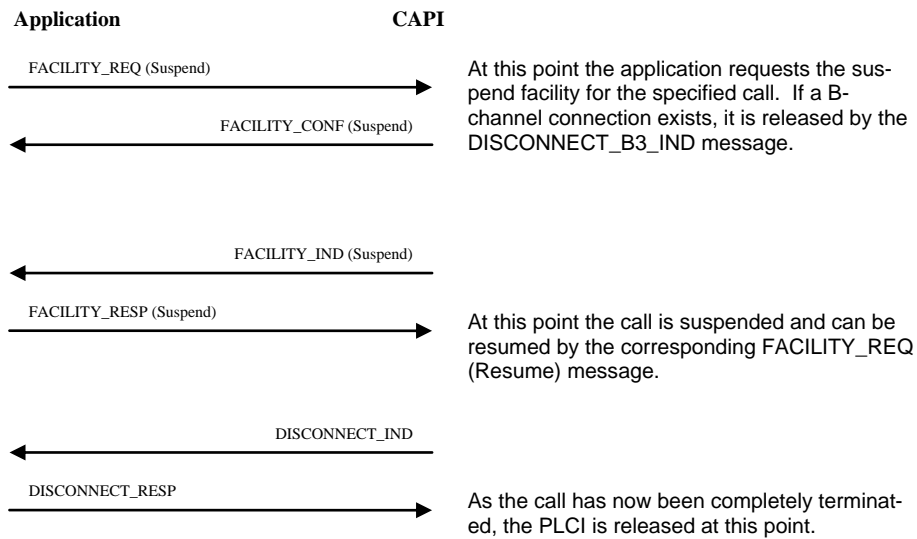 Application CAPI
FACILITY_REQ (Suspend)
At this point the application requests the sus-
pend facility for the specified call. If a B-
channel connection exists, it is released by the
DISCONNECT_B3_IND message.
FACILITY_CONF (Suspend)
FACILITY_IND (Suspend)
FACILITY_RESP (Suspend)
At this point the call is suspended and can be
resumed by the corresponding FACILITY_REQ
(Resume) message.
DISCONNECT_IND
DISCONNECT_RESP
As the call has now been completely terminat-
ed, the PLCI is released at this point.